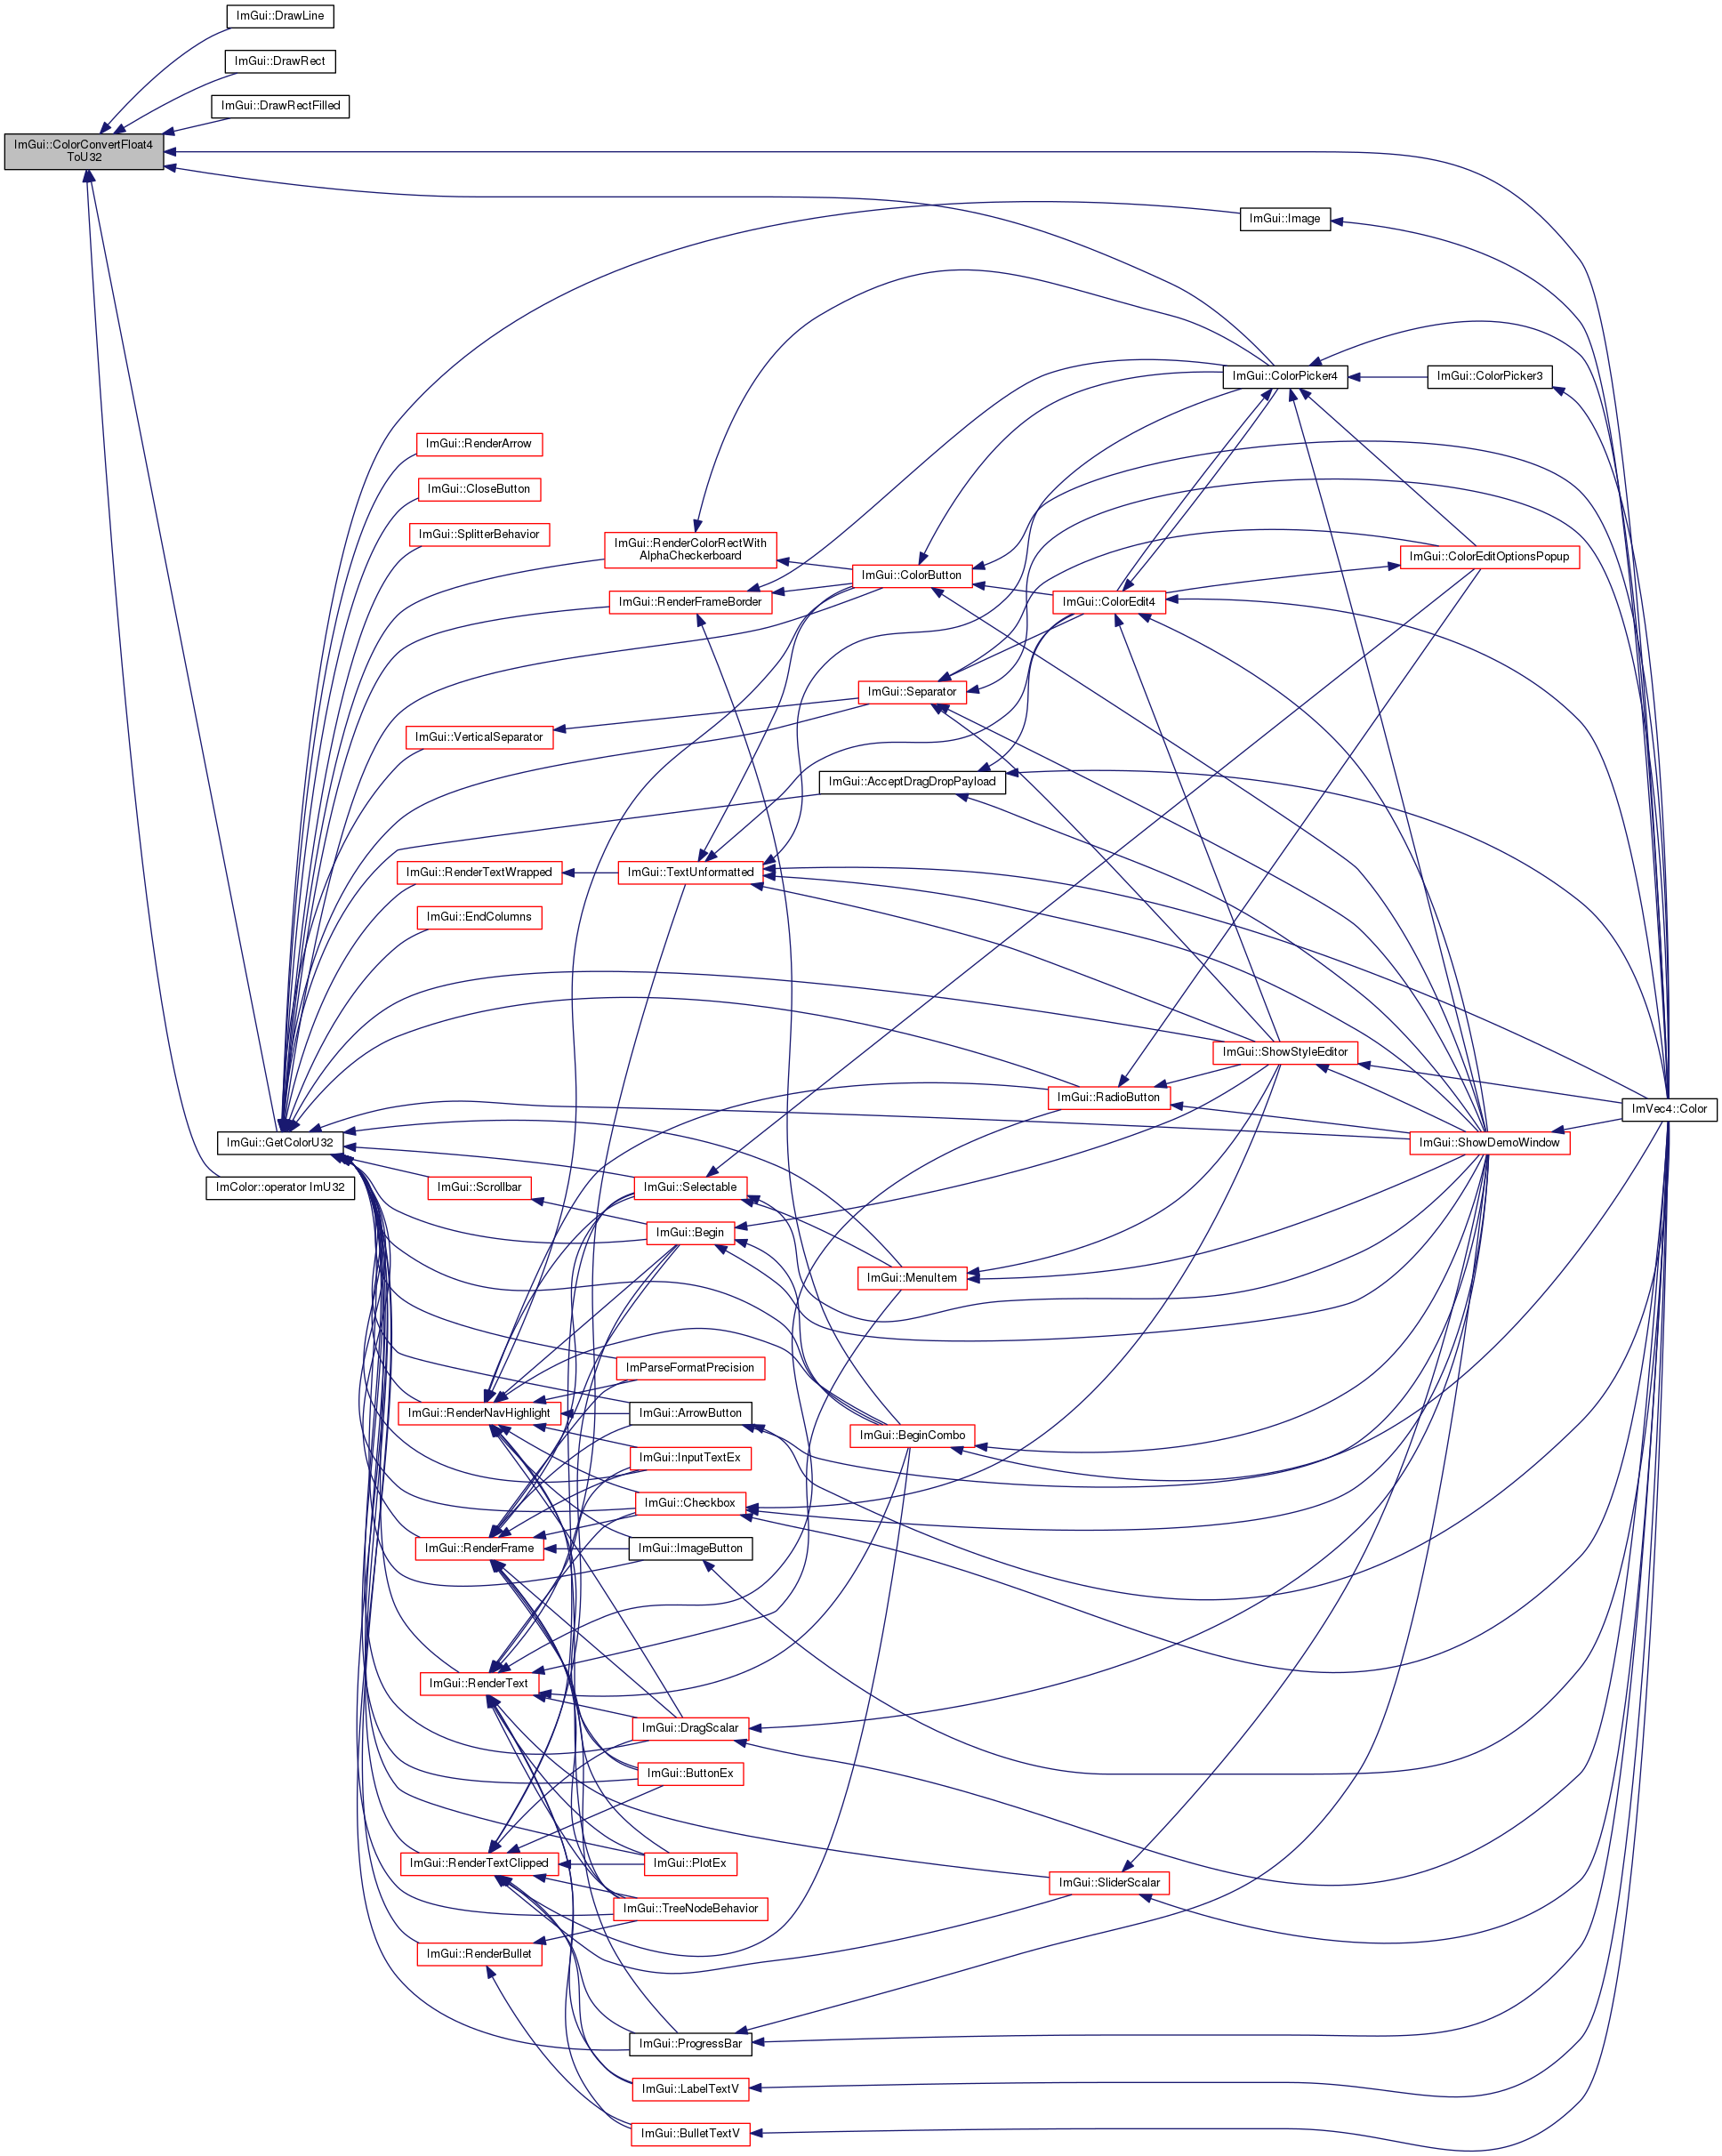 ImGui::DrawLine
ImGui::DrawRect
ImGui::DrawRectFilled
ImGui::ColorConvertFloat4
ToU32
ImGui::Image
ImGui::ColorPicker4
ImGui::ColorPicker3
ImGui::RenderArrow
ImGui::CloseButton
ImGui::SplitterBehavior
ImGui::RenderColorRectWith
AlphaCheckerboard
ImGui::ColorEditOptionsPopup
ImGui::ColorButton
ImGui::RenderFrameBorder
ImGui::ColorEdit4
ImGui::Separator
ImGui::VerticalSeparator
ImGui::AcceptDragDropPayload
ImGui::RenderTextWrapped
ImGui::TextUnformatted
ImGui::EndColumns
ImGui::ShowStyleEditor
ImGui::RadioButton
ImVec4::Color
ImGui::GetColorU32
ImGui::ShowDemoWindow
ImColor::operator ImU32
ImGui::Scrollbar
ImGui::Selectable
ImGui::Begin
ImGui::MenuItem
ImParseFormatPrecision
ImGui::RenderNavHighlight
ImGui::ArrowButton
ImGui::BeginCombo
ImGui::InputTextEx
ImGui::Checkbox
ImGui::RenderFrame
ImGui::ImageButton
ImGui::RenderText
ImGui::DragScalar
ImGui::ButtonEx
ImGui::RenderTextClipped
ImGui::PlotEx
ImGui::SliderScalar
ImGui::TreeNodeBehavior
ImGui::RenderBullet
ImGui::ProgressBar
ImGui::LabelTextV
ImGui::BulletTextV